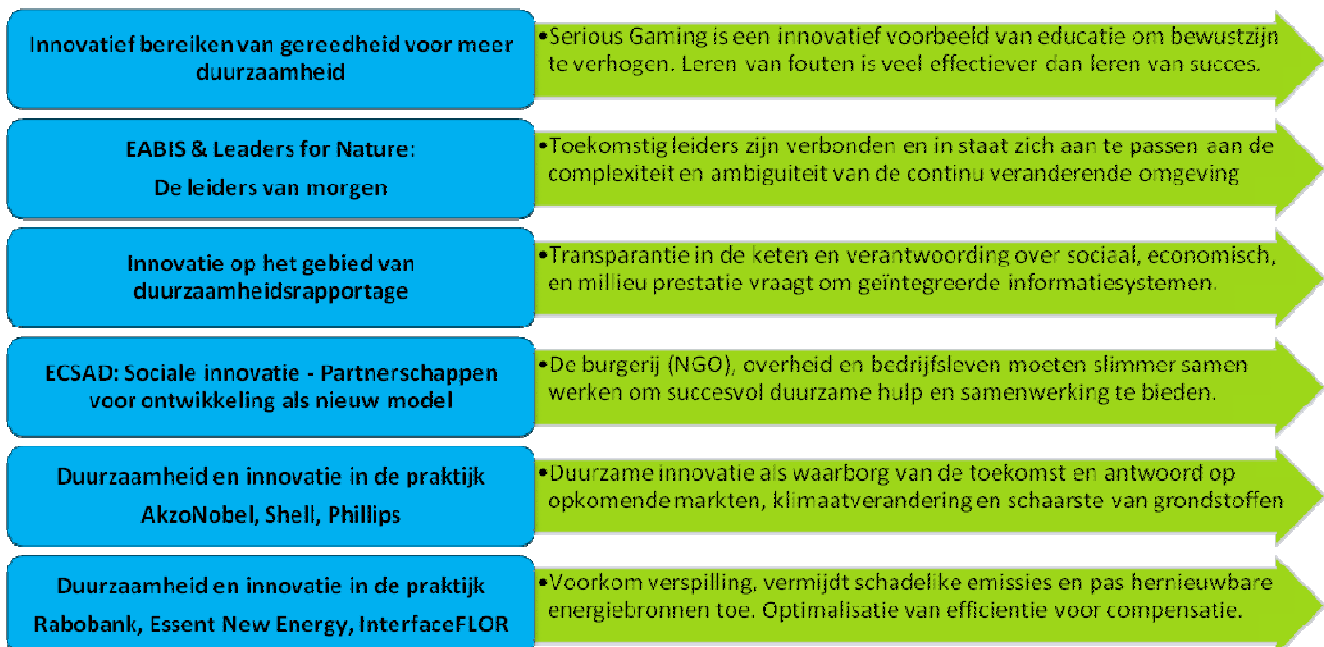 Innovatief bereiken van gereedheid voor meer
duurzaamheid
•Serious Gaming is een innovatief voorbeeld van educatie om bewustzijn
te verhogen. Leren van fouten is veel effectiever dan leren van succes.
EABIS & Leaders for Nature:
De leiders van morgen
•Toekomstig leiders zijn verbonden en in staat zich aan te passen aan de
complexiteit en ambiguiteit van de continu veranderende omgeving
Innovatie op het gebied van
duurzaamheidsrapportage
•Transparantie in de keten en verantwoording over sociaal, economisch,
en millieu prestatie vraagt om geïntegreerde informatiesystemen.
ECSAD: Sociale innovatie - Partnerschappen
voor ontwikkeling als nieuw model
•De burgerij (NGO), overheid en bedrijfsleven moeten slimmer samen
werken om succesvol duurzame hulp en samenwerking te bieden.
Duurzaamheid en innovatie in de praktijk
AkzoNobel, Shell, Phillips
•Duurzame innovatie als waarborg van de toekomst en antwoord op
opkomende markten, klimaatverandering en schaarste van grondstoffen
Duurzaamheid en innovatie in de praktijk
Rabobank, Essent New Energy, InterfaceFLOR
•Voorkom verspilling, vermijdt schadelijke emissies en pas hernieuwbare
energiebronnen toe. Optimalisatie van efficientie voor compensatie.